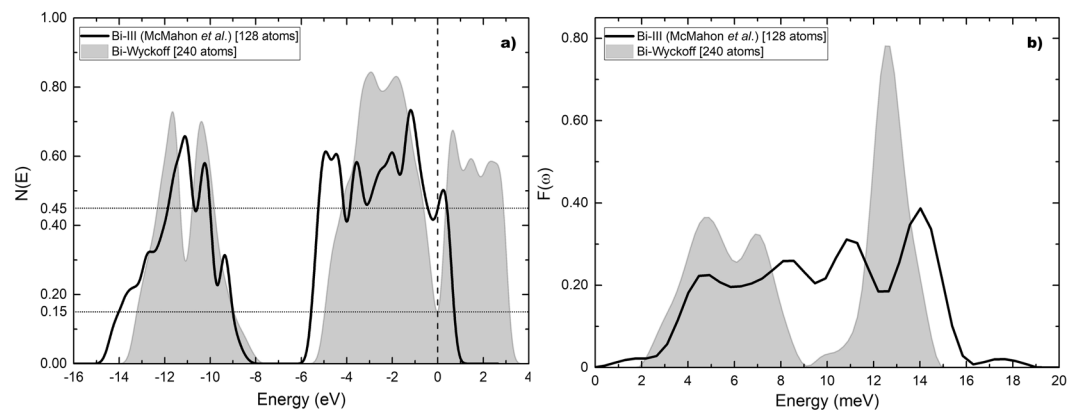 1.00
0.80
0.60
0.45
0.40
0.15
0.00
N(E)
Bi-III (McMahon et al.) [128 atoms]
Bi-Wyckoff [240 atoms]
a)
-16 -14 -12 -10 -8 -6 -4 -2 0 2 4
Energy (eV)
0.80
0.60
0.40
0.20
0.00
F(ω)
Bi-III (McMahon et al.) [128 atoms]
Bi-Wyckoff [240 atoms]
b)
0 2 4 6 8 10 12 14 16 18 20
Energy (meV)